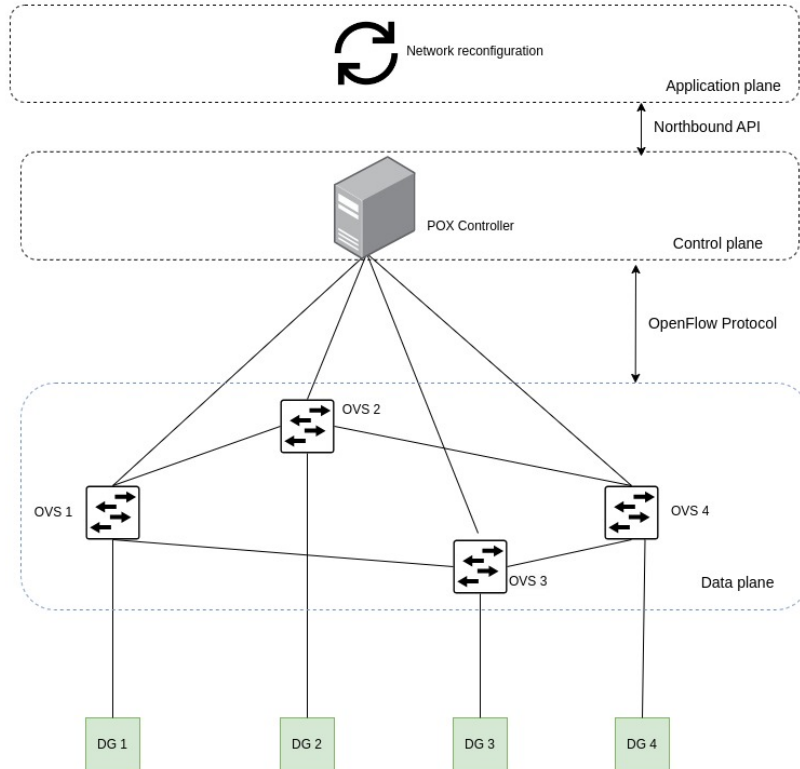 Network reconfiguration
Application plane
Northbound API
POX Controller
Control plane
OpenFlow Protocol
OVS 2
OVS 1
OVS 4
OVS 3
Data plane
DG 1
DG 2
DG 3
DG 4